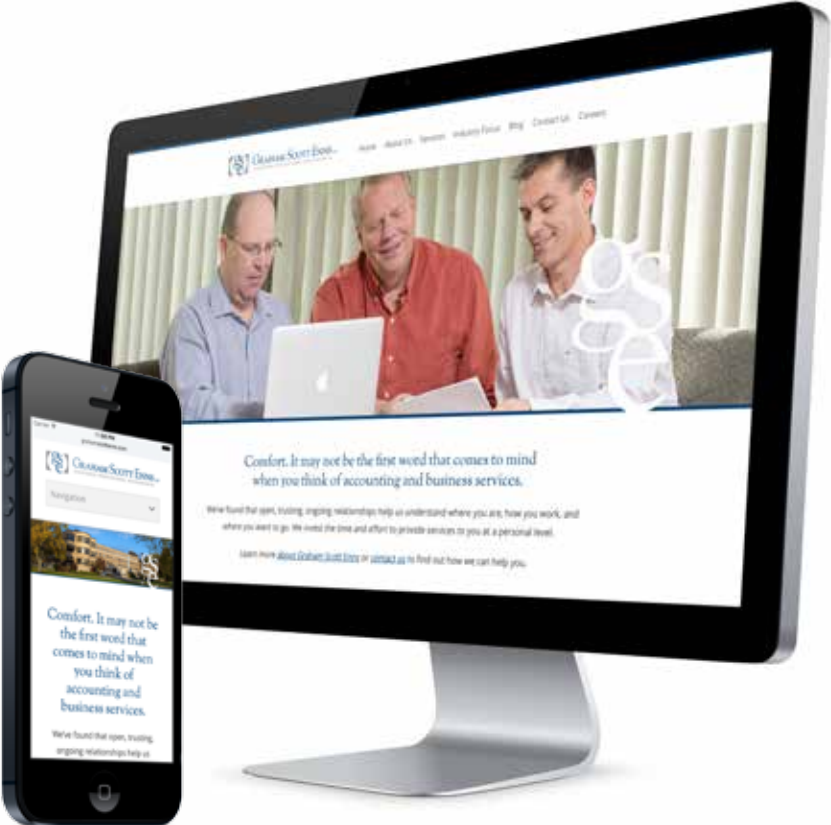 GRAHAM SCOTT ENNS LLP
Home About Us Services Industry Focus Blog Contact Us Careers
gse
Comfort. It may not be the first word that comes to mind
when you think of accounting and business services.
We've found that open, trusting, ongoing relationships help us understand where you are, how you work, and
where you want to go. We invest the time and effort to provide services to you at a personal level.
Learn more about Graham Scott Enns or contact us to find out how we can help you.
GRAHAM SCOTT ENNS LLP
Navigation
gse
Comfort. It may not be
the first word that
comes to mind when
you think of
accounting and
business services.
We've found that open, trusting,
ongoing relationships help us